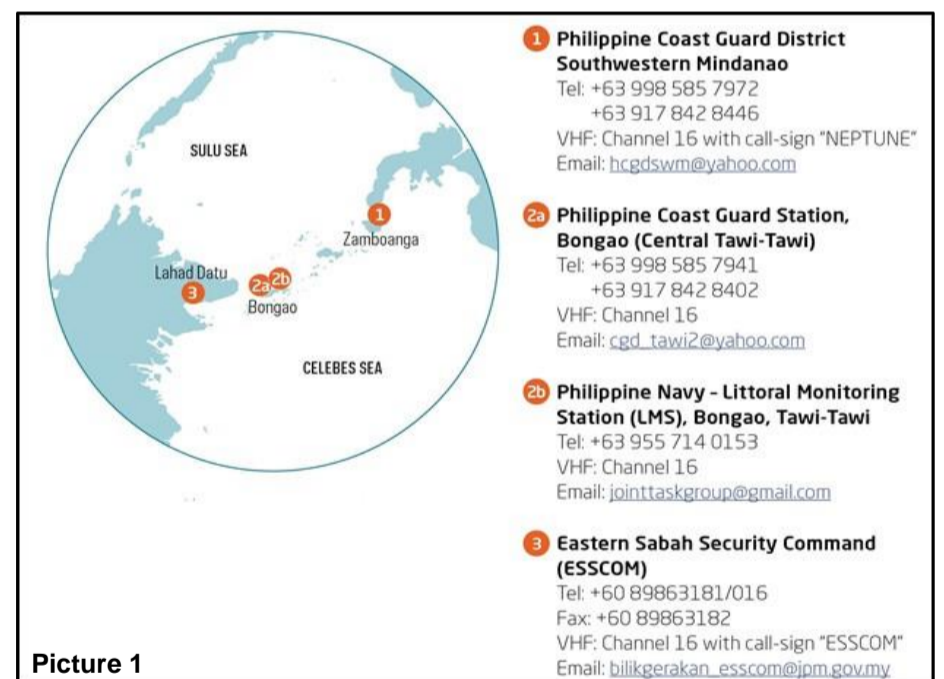 SULU SEA
1
Zamboanga
Lahad Datu
3
2a
2b
Bongao
CELEBES SEA
Picture 1
1 Philippine Coast Guard District
Southwestern Mindanao
Tel: +63 998 585 7972
+63 917 842 8446
VHF: Channel 16 with call-sign "NEPTUNE"
Email: hcgdswm@yahoo.com
2a Philippine Coast Guard Station,
Bongao (Central Tawi-Tawi)
Tel: +63 998 585 7941
+63 917 842 8402
VHF: Channel 16
Email: cgd_tawi2@yahoo.com
2b Philippine Navy - Littoral Monitoring
Station (LMS), Bongao, Tawi-Tawi
Tel: +63 955 714 0153
VHF: Channel 16
Email: jointtaskgroup@gmail.com
3 Eastern Sabah Security Command
(ESSCOM)
Tel: +60 89863181/016
Fax: +60 89863182
VHF: Channel 16 with call-sign "ESSCOM"
Email: bilikgerakan_esscom@jpm.gov.my